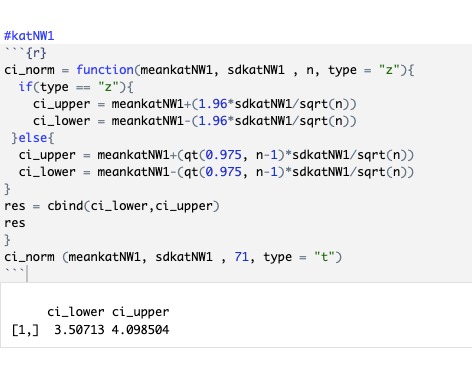 #katNW1
```{r}
ci_norm = function(meankatNW1, sdkatNW1 , n, type = "z"){
  if(type == "z"){
    ci_upper = meankatNW1+(1.96*sdkatNW1/sqrt(n))
    ci_lower = meankatNW1-(1.96*sdkatNW1/sqrt(n))
 }else{
  ci_upper = meankatNW1+(qt(0.975, n-1)*sdkatNW1/sqrt(n))
  ci_lower = meankatNW1-(qt(0.975, n-1)*sdkatNW1/sqrt(n))
}
res = cbind(ci_lower,ci_upper)
res
}
ci_norm (meankatNW1, sdkatNW1 , 71, type = "t")
```
     ci_lower ci_upper
[1,]  3.50713 4.098504